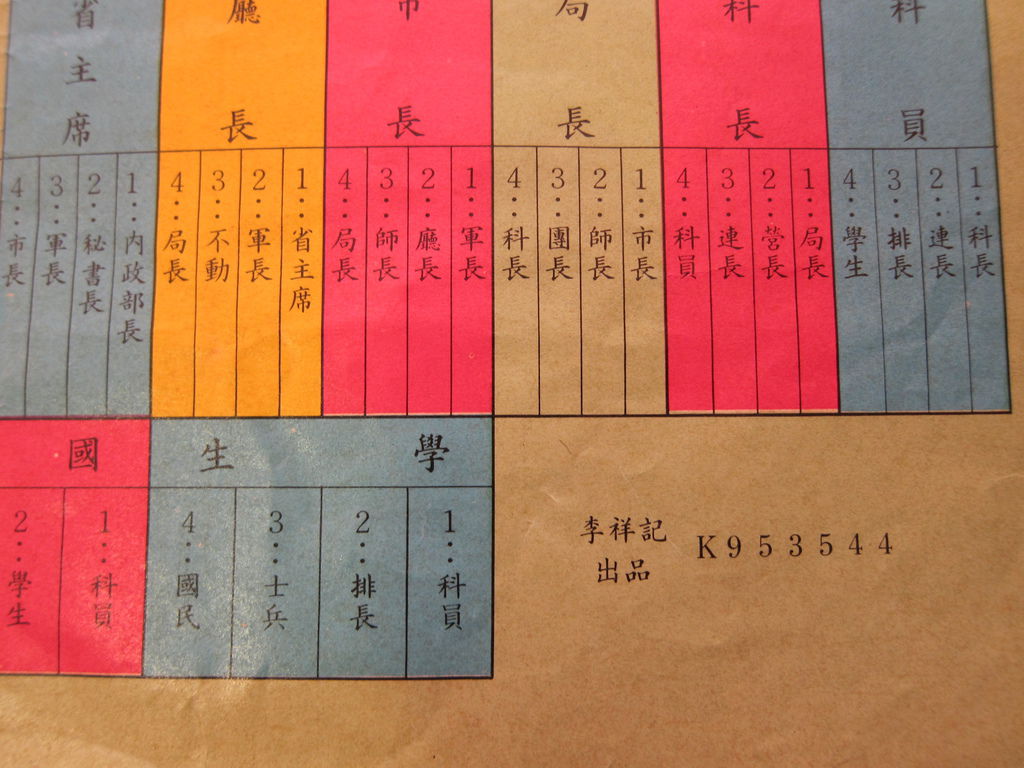 科員
1：科長
2：連長
3：排長
4：學生
科長
1：局長
2：營長
3：連長
4：科員
局長
1：市長
2：師長
3：團長
4：科長
市長
1：軍長
2：廳長
3：師長
4：局長
廳長
1：省主席
2：軍長
3：不動
4：局長
省主席
1：內政部長
2：秘書長
3：軍長
4：市長
學生
1：科員
2：排長
3：士兵
4：國民
國
1：科員
2：學生
李祥記
出品
K953544